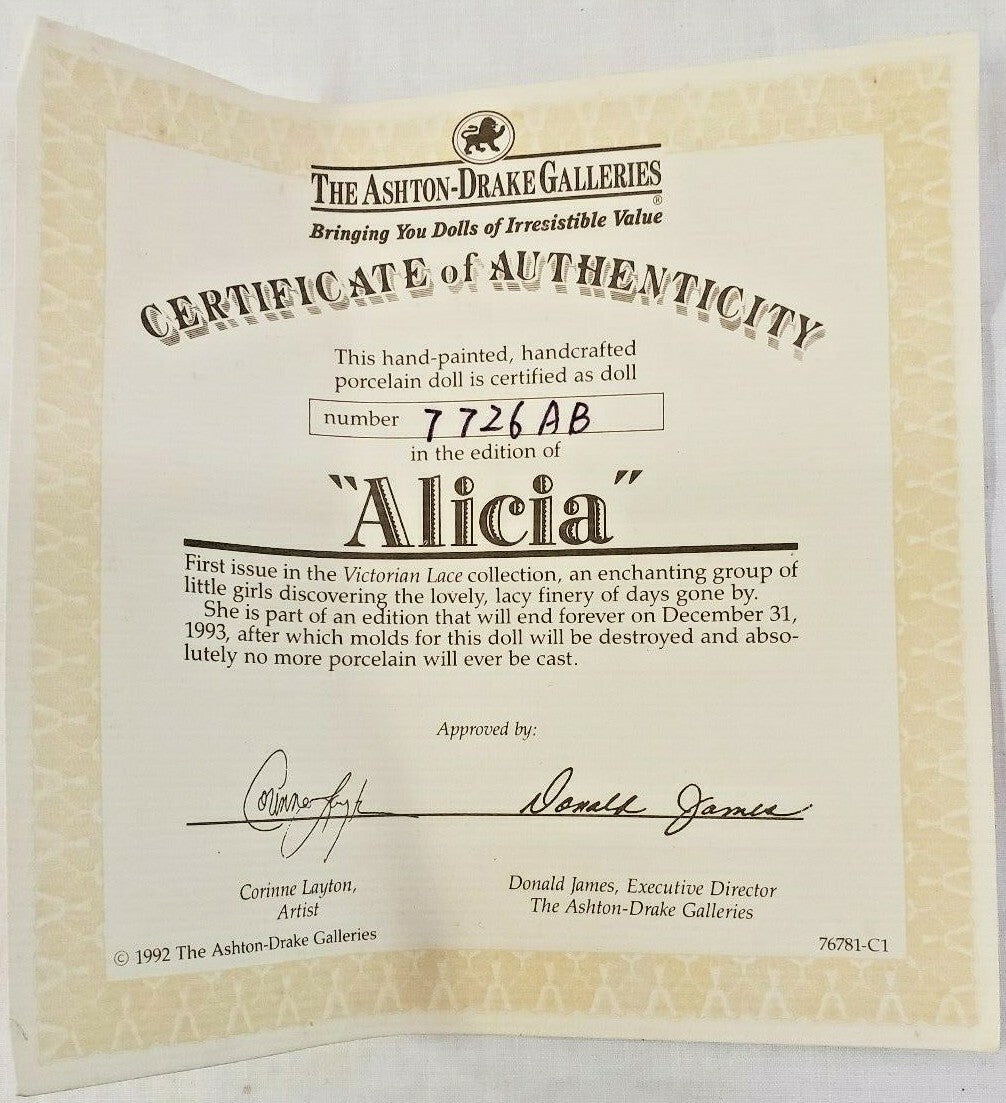 THE ASHTON-DRAKE GALLERIES
®
Bringing You Dolls of Irresistible Value
CERTIFICATE of AUTHENTICITY
This hand-painted, handcrafted
porcelain doll is certified as doll
number 7726AB
in the edition of
"Alicia"
First issue in the Victorian Lace collection, an enchanting group of
little girls discovering the lovely, lacy finery of days gone by.
She is part of an edition that will end forever on December 31,
1993, after which molds for this doll will be destroyed and abso-
lutely no more porcelain will ever be cast.
Approved by:
Corinne Layton Donald James
Corinne Layton,
Artist
Donald James, Executive Director
The Ashton-Drake Galleries
© 1992 The Ashton-Drake Galleries
76781-C1